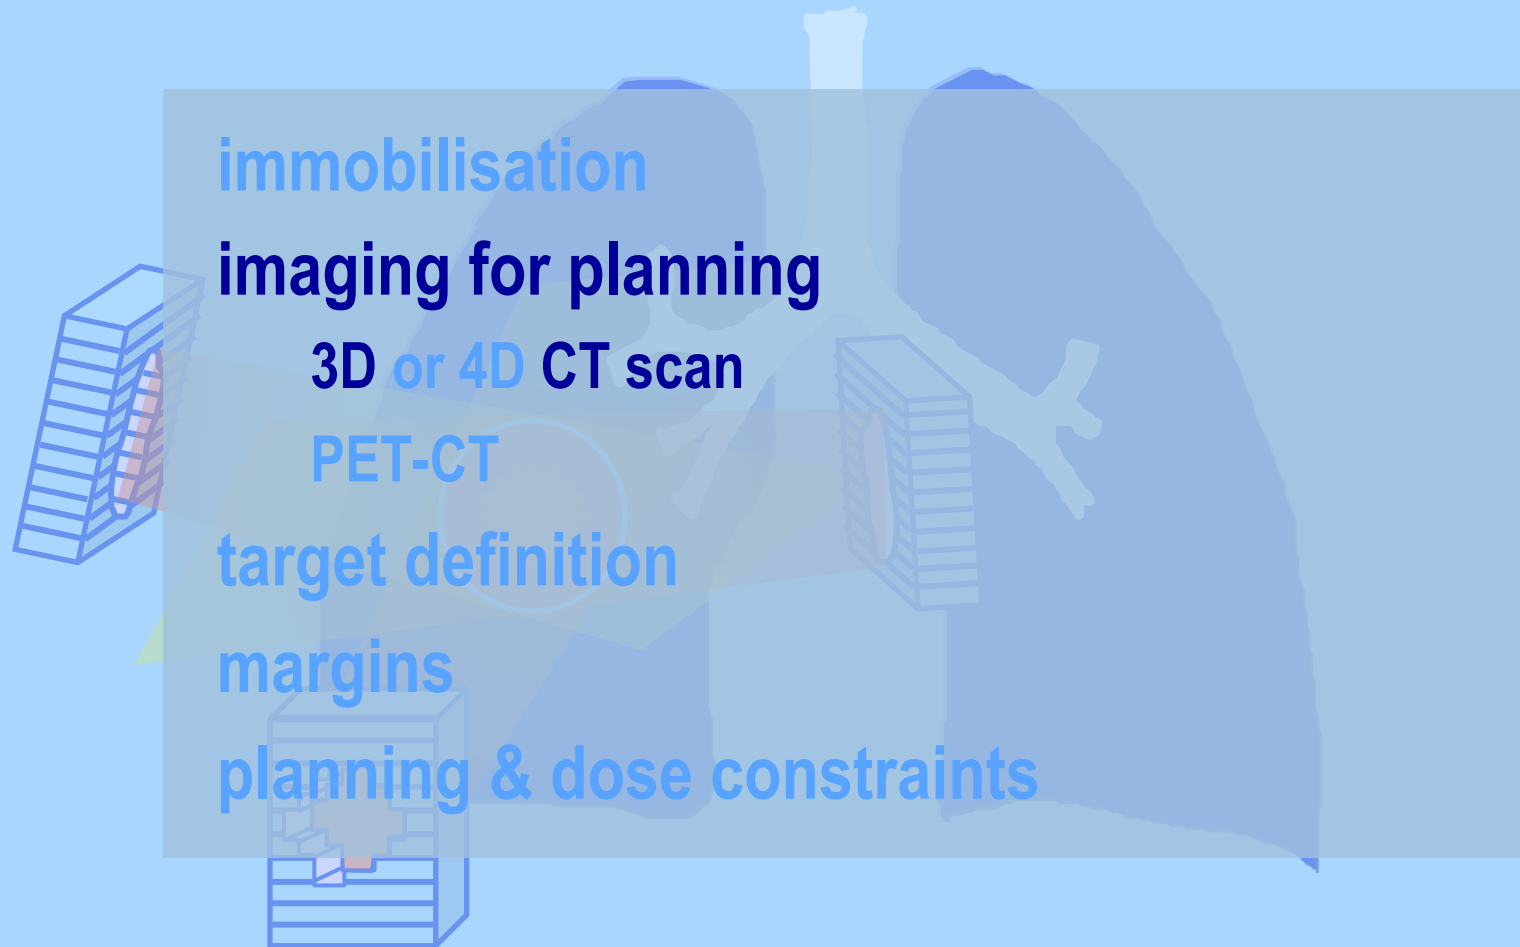 immobilisation
imaging for planning
3D or 4D CT scan
PET-CT
target definition
margins
planning & dose constraints